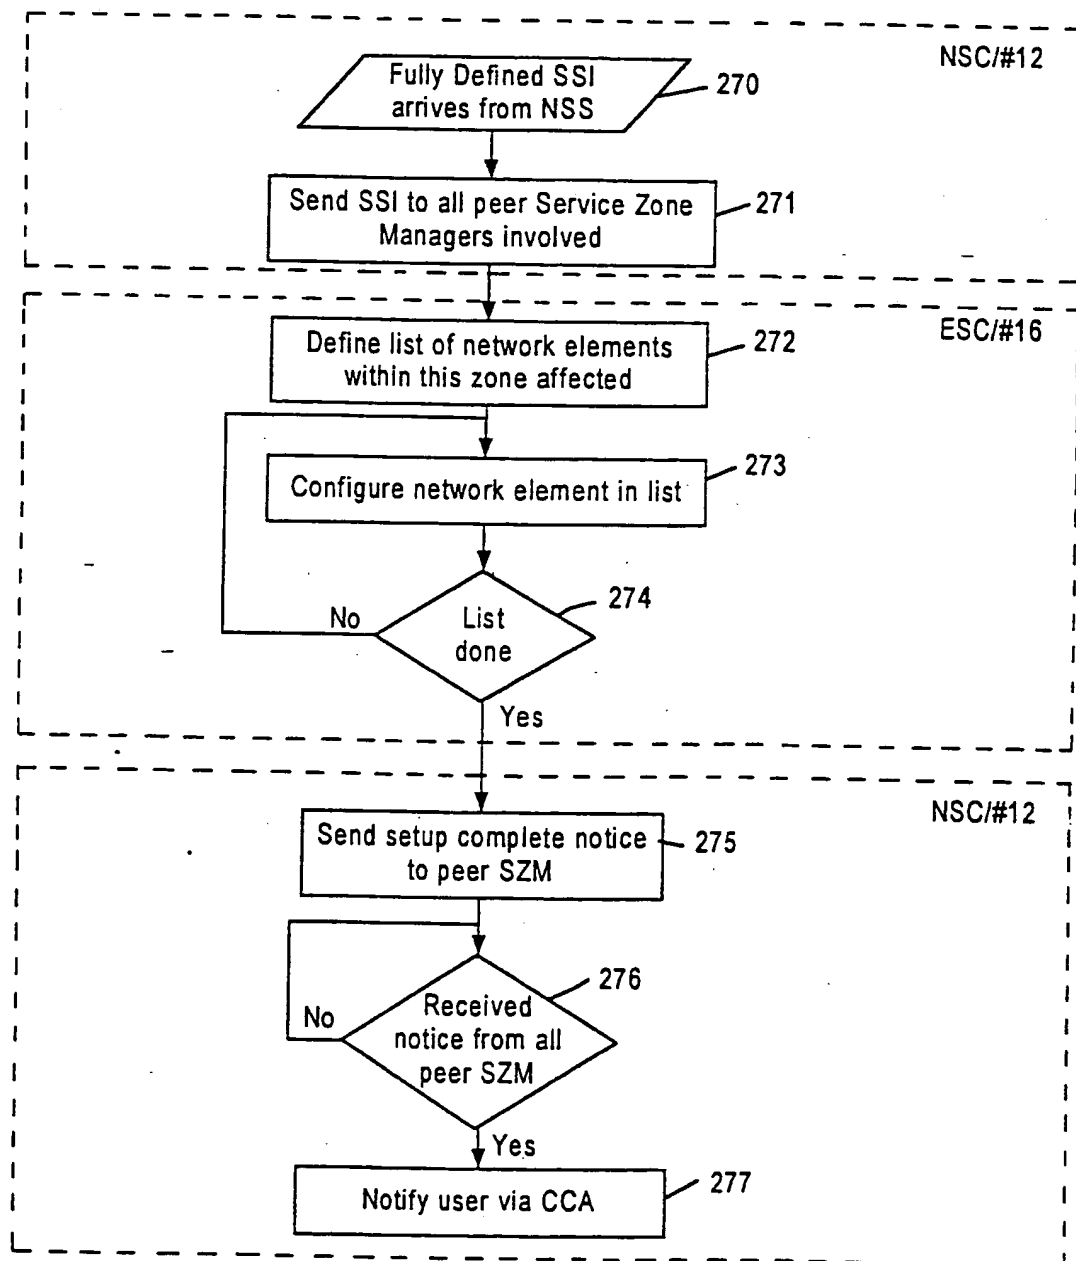 NSC/#12
Fully Defined SSI
arrives from NSS
270
Send SSI to all peer Service Zone
Managers involved
271
ESC/#16
Define list of network elements
within this zone affected
272
Configure network element in list
273
List
done
274
No
Yes
NSC/#12
Send setup complete notice
to peer SZM
275
Received
notice from all
peer SZM
276
No
Yes
Notify user via CCA
277